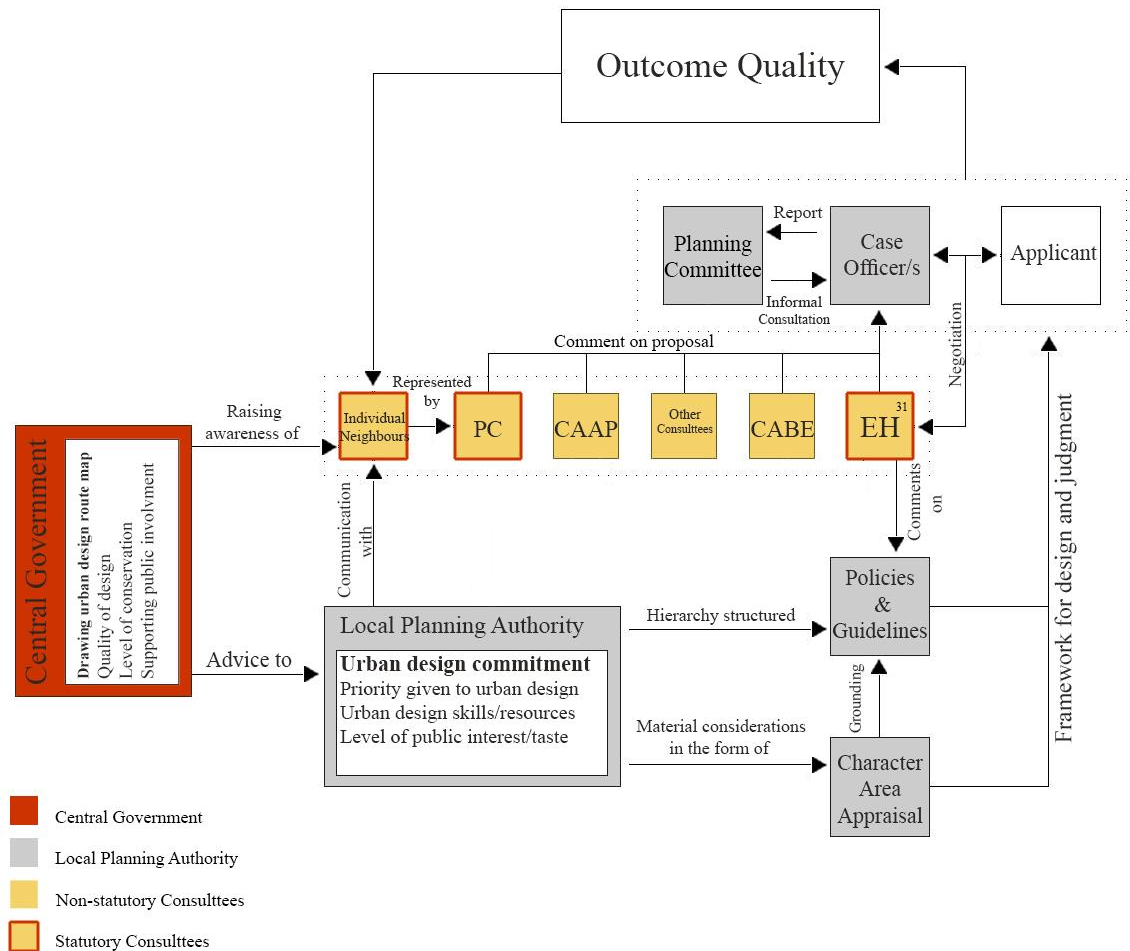 Outcome Quality
Report
Planning
Committee
Case
Officer/s
Applicant
Informal
Consultation
Negotiation
Comment on proposal
Represented
by
Individual
Neighbours
PC
CAAP
Other
Consulttees
CABE
31
EH
Raising
awareness of
Central Government
Drawing urban design route map
Quality of design
Level of conservation
Supporting public involvment
Communication
with
Comments
on
Framework for design and judgment
Policies
&
Guidelines
Hierarchy structured
Local Planning Authority
Urban design commitment
Priority given to urban design
Urban design skills/resources
Level of public interest/taste
Advice to
Grounding
Material considerations
in the form of
Character
Area
Appraisal
Central Government
Local Planning Authority
Non-statutory Consulttees
Statutory Consulttees